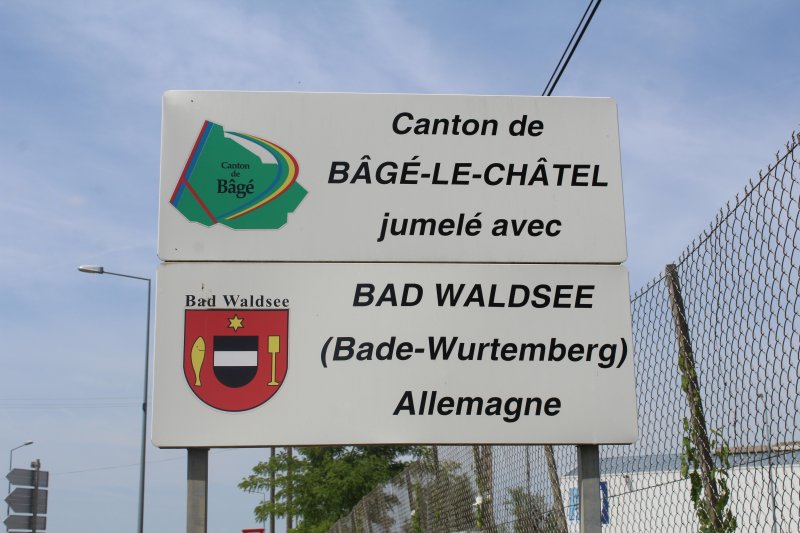 Canton de
BÂGÉ-LE-CHÂTEL
jumelé avec
Canton
de
Bâgé
Bad Waldsee
BAD WALDSEE
(Bade-Wurtemberg)
Allemagne